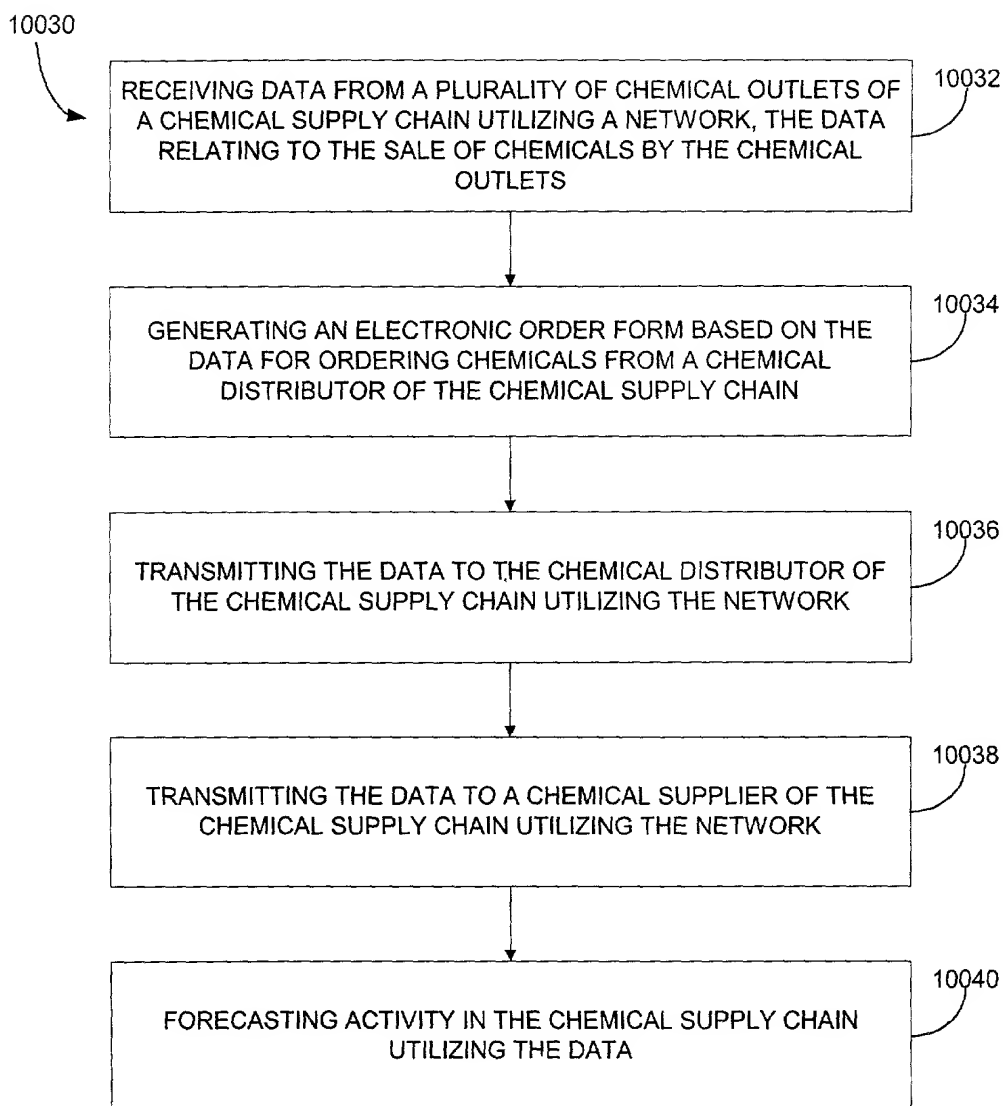 10030
RECEIVING DATA FROM A PLURALITY OF CHEMICAL OUTLETS OF
A CHEMICAL SUPPLY CHAIN UTILIZING A NETWORK, THE DATA
RELATING TO THE SALE OF CHEMICALS BY THE CHEMICAL
OUTLETS
10032
GENERATING AN ELECTRONIC ORDER FORM BASED ON THE
DATA FOR ORDERING CHEMICALS FROM A CHEMICAL
DISTRIBUTOR OF THE CHEMICAL SUPPLY CHAIN
10034
TRANSMITTING THE DATA TO THE CHEMICAL DISTRIBUTOR OF
THE CHEMICAL SUPPLY CHAIN UTILIZING THE NETWORK
10036
TRANSMITTING THE DATA TO A CHEMICAL SUPPLIER OF THE
CHEMICAL SUPPLY CHAIN UTILIZING THE NETWORK
10038
FORECASTING ACTIVITY IN THE CHEMICAL SUPPLY CHAIN
UTILIZING THE DATA
10040